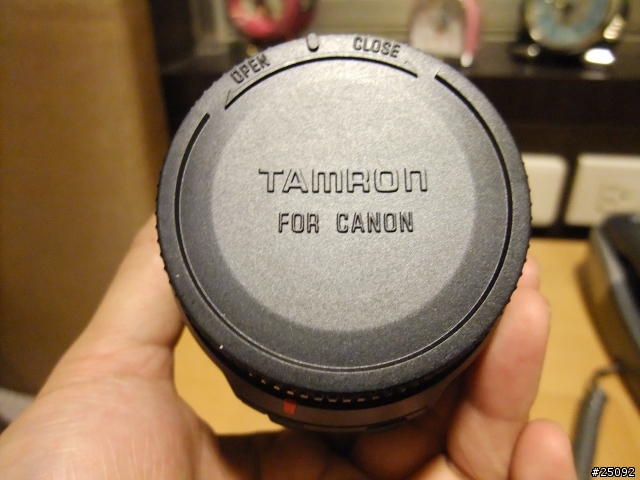 OPEN CLOSE
TAMRON
FOR CANON
#25092